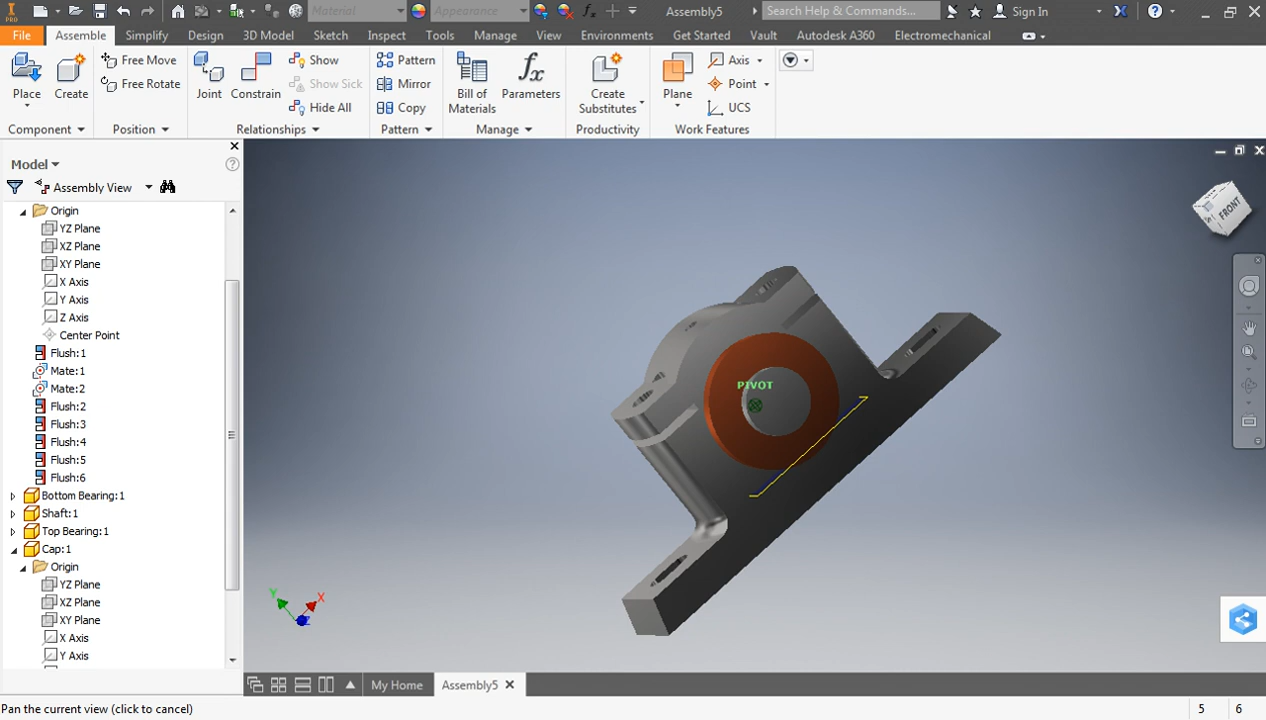 PRO
Material
Appearance
Assembly5
Search Help & Commands...
Sign In
File
Assemble
Simplify
Design
3D Model
Sketch
Inspect
Tools
Manage
View
Environments
Get Started
Vault
Autodesk A360
Electromechanical
Place
Create
Free Move
Free Rotate
Joint
Constrain
Show
Show Sick
Hide All
Pattern
Mirror
Copy
Bill of
Materials
Parameters
Create
Substitutes
Plane
Axis
Point
UCS
Component
Position
Relationships
Pattern
Manage
Productivity
Work Features
Model
Assembly View
Origin
YZ Plane
XZ Plane
XY Plane
X Axis
Y Axis
Z Axis
Center Point
Flush:1
Mate:1
Mate:2
Flush:2
Flush:3
Flush:4
Flush:5
Flush:6
Bottom Bearing:1
Shaft:1
Top Bearing:1
Cap:1
Origin
YZ Plane
XZ Plane
XY Plane
X Axis
Y Axis
FRONT
PIVOT
Y
X
Z
My Home
Assembly5
Pan the current view (click to cancel)
5
6